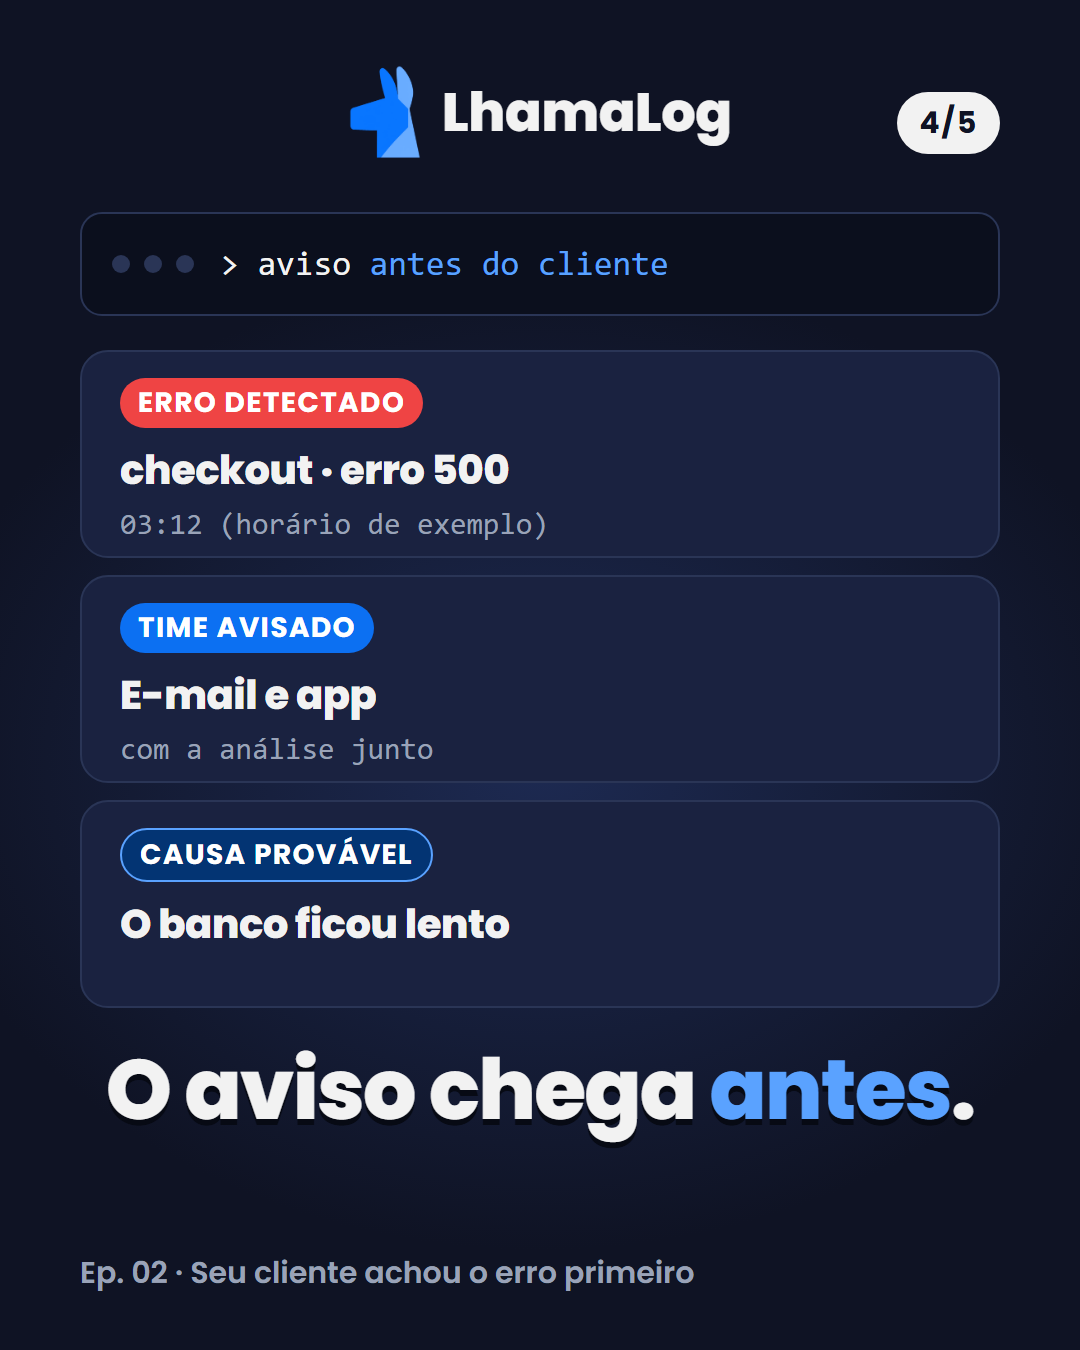 LhamaLog
4/5
> aviso antes do cliente
ERRO DETECTADO
checkout · erro 500
03:12 (horário de exemplo)
TIME AVISADO
E-mail e app
com a análise junto
CAUSA PROVÁVEL
O banco ficou lento
O aviso chega antes.
Ep. 02 · Seu cliente achou o erro primeiro